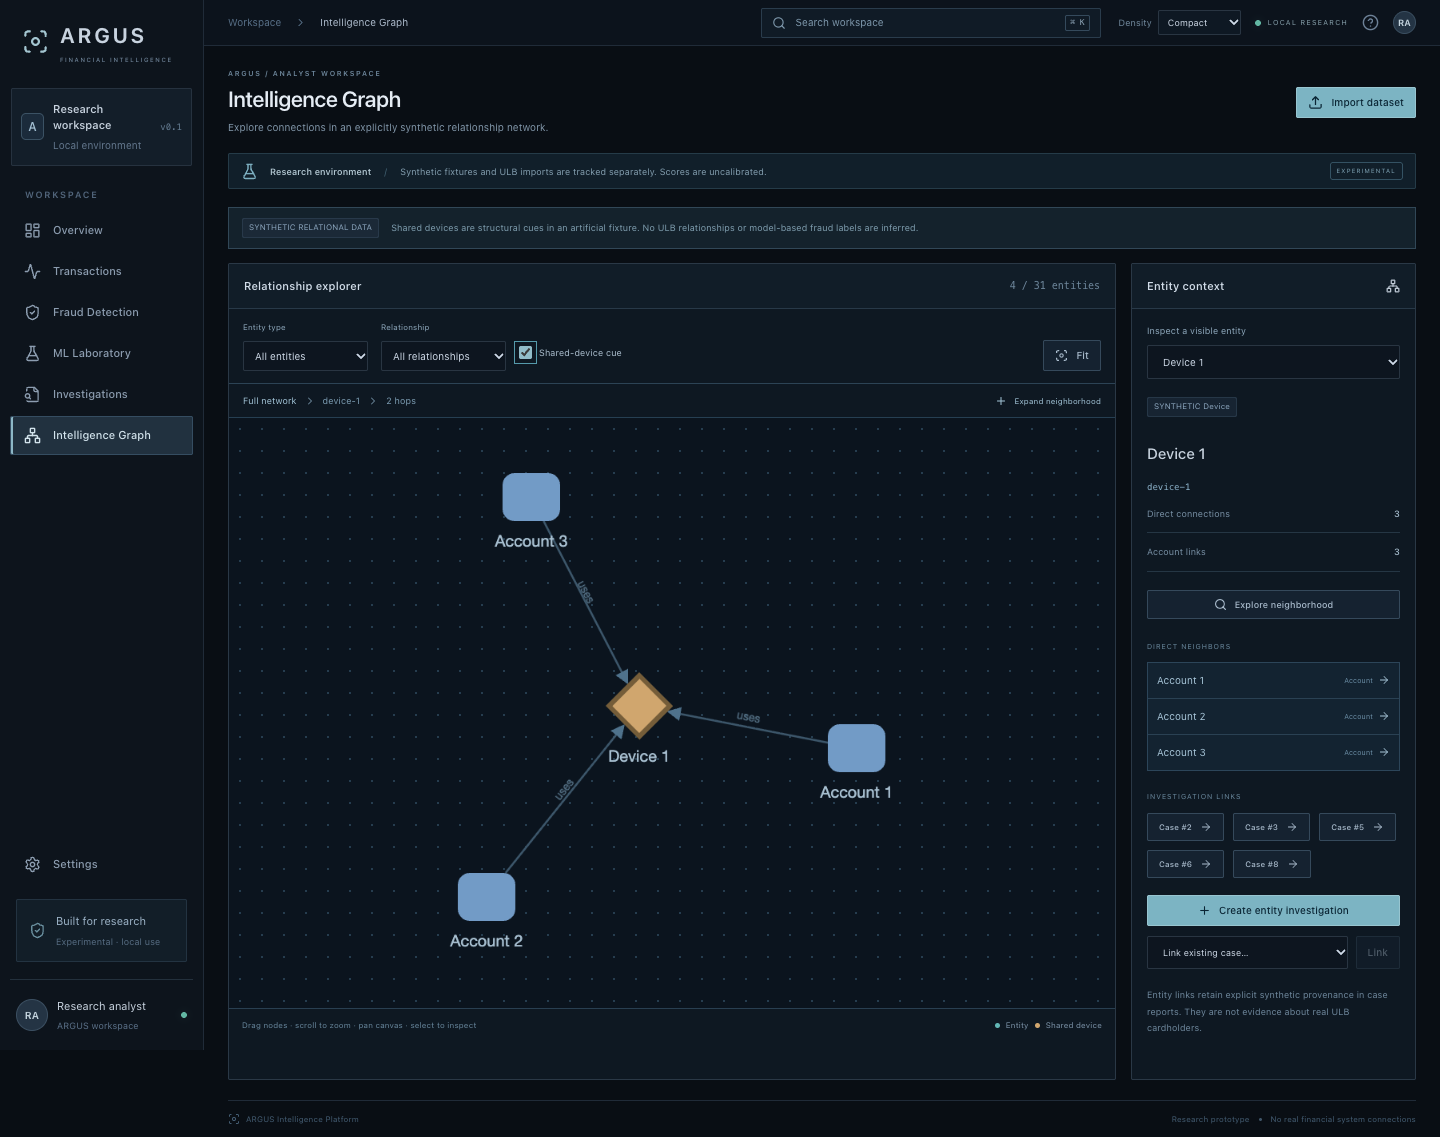 ARGUS
FINANCIAL INTELLIGENCE
A
Research
workspace
v0.1
Local environment
WORKSPACE
Overview
Transactions
Fraud Detection
ML Laboratory
Investigations
Intelligence Graph
Settings
Built for research
Experimental · local use
RA
Research analyst
ARGUS workspace
Workspace
Intelligence Graph
Search workspace
⌘ K
Density
Compact
LOCAL RESEARCH
RA
ARGUS / ANALYST WORKSPACE
Intelligence Graph
Explore connections in an explicitly synthetic relationship network.
Import dataset
Research environment / Synthetic fixtures and ULB imports are tracked separately. Scores are uncalibrated.
EXPERIMENTAL
SYNTHETIC RELATIONAL DATA
Shared devices are structural cues in an artificial fixture. No ULB relationships or model-based fraud labels are inferred.
Relationship explorer
4 / 31 entities
Entity type
Relationship
All entities
All relationships
Shared-device cue
Fit
Full network
device-1
2 hops
Expand neighborhood
Account 3
uses
Device 1
uses
Account 1
uses
Account 2
Drag nodes · scroll to zoom · pan canvas · select to inspect
Entity
Shared device
Entity context
Inspect a visible entity
Device 1
SYNTHETIC Device
Device 1
device-1
Direct connections 3
Account links 3
Explore neighborhood
DIRECT NEIGHBORS
Account 1 Account
Account 2 Account
Account 3 Account
INVESTIGATION LINKS
Case #2
Case #3
Case #5
Case #6
Case #8
Create entity investigation
Link existing case...
Link
Entity links retain explicit synthetic provenance in case
reports. They are not evidence about real ULB
cardholders.
ARGUS Intelligence Platform
Research prototype • No real financial system connections